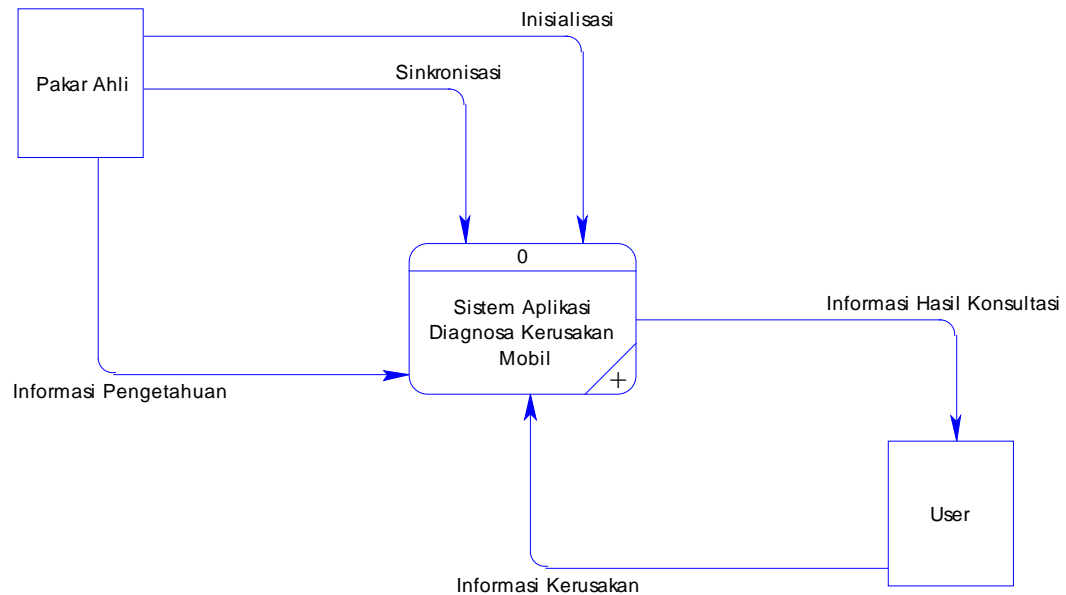 Inisialisasi
Sinkronisasi
Pakar Ahli
0
Sistem Aplikasi
Diagnosa Kerusakan
Mobil
Informasi Hasil Konsultasi
Informasi Pengetahuan
User
Informasi Kerusakan